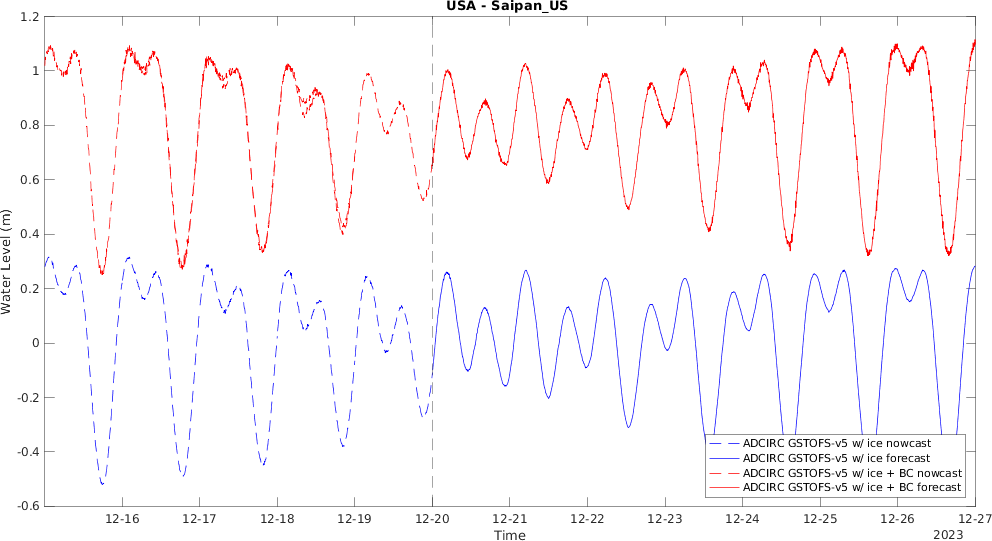 USA - Saipan_US
1.2
1
0.8
0.6
0.4
0.2
0
-0.2
-0.4
-0.6
Water Level (m)
ADCIRC GSTOFS-v5 w/ ice nowcast
ADCIRC GSTOFS-v5 w/ ice forecast
ADCIRC GSTOFS-v5 w/ ice + BC nowcast
ADCIRC GSTOFS-v5 w/ ice + BC forecast
12-16 12-17 12-18 12-19 12-20 12-21 12-22 12-23 12-24 12-25 12-26 12-27
Time
2023